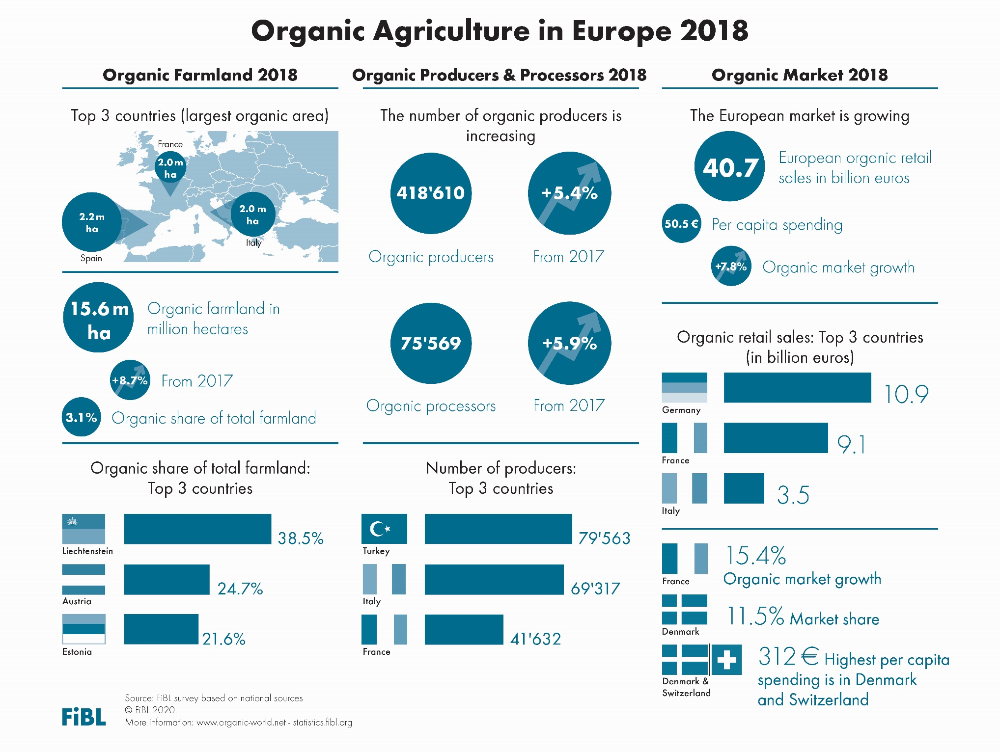 Organic Agriculture in Europe 2018
Organic Farmland 2018
Top 3 countries (largest organic area)
France
2.0 m
ha
2.2 m
ha
Spain
2.0 m
ha
Italy
15.6 m
ha
Organic farmland in
million hectares
+8.7%
From 2017
3.1%
Organic share of total farmland
Organic share of total farmland:
Top 3 countries
Liechtenstein
38.5%
Austria
24.7%
Estonia
21.6%
Organic Producers & Processors 2018
The number of organic producers is
increasing
418'610
+5.4%
Organic producers
From 2017
75'569
+5.9%
Organic processors
From 2017
Number of producers:
Top 3 countries
Turkey
79'563
Italy
69'317
France
41'632
Organic Market 2018
The European market is growing
40.7
European organic retail
sales in billion euros
50.5 €
Per capita spending
+7.8%
Organic market growth
Organic retail sales: Top 3 countries
(in billion euros)
Germany
10.9
France
9.1
Italy
3.5
France
15.4%
Organic market growth
Denmark
11.5% Market share
Denmark &
Switzerland
312 € Highest per capita
spending is in Denmark
and Switzerland
FiBL
Source: FiBL survey based on national sources
© FiBL 2020
More information: www.organic-world.net - statistics.fibl.org